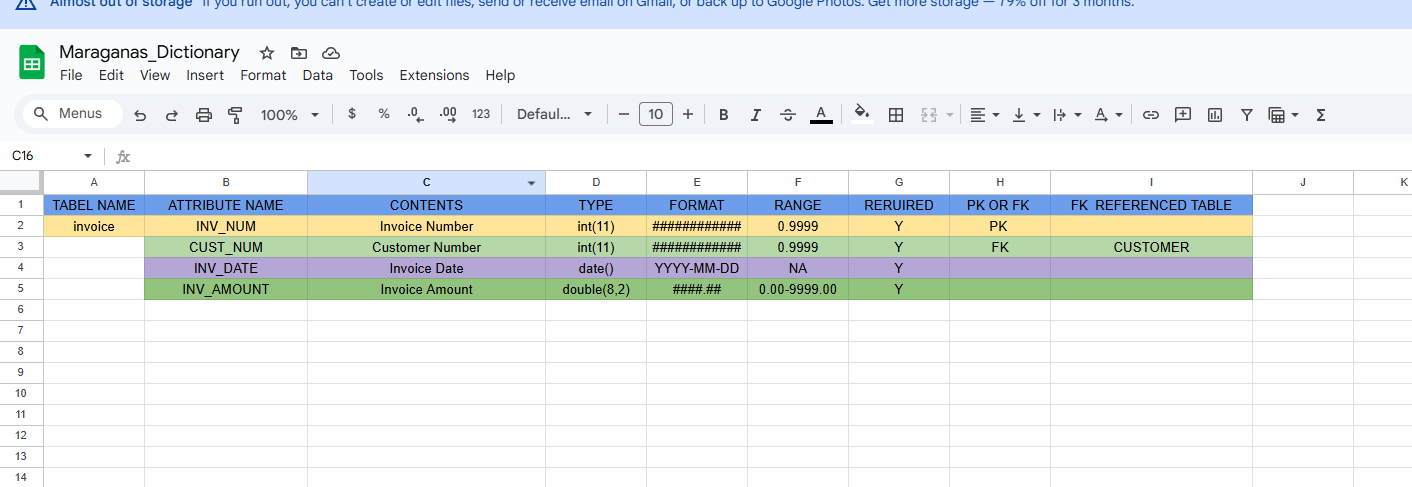 Almost out of storage If you run out, you can't create or edit files, send or receive email on Gmail, or back up to Google Photos. Get more storage — 79% off for 3 months.
Maraganas_Dictionary
File Edit View Insert Format Data Tools Extensions Help
Menus 100% $ % .0 .00 123 Defaul... − 10 + B I A A Σ
C16 fx
A B C D E F G H I J K
1 TABEL NAME ATTRIBUTE NAME CONTENTS TYPE FORMAT RANGE RERUIRED PK OR FK FK REFERENCED TABLE
2 invoice INV_NUM Invoice Number int(11) ############ 0.9999 Y PK
3 CUST_NUM Customer Number int(11) ############ 0.9999 Y FK CUSTOMER
4 INV_DATE Invoice Date date() YYYY-MM-DD NA Y
5 INV_AMOUNT Invoice Amount double(8,2) ####.## 0.00-9999.00 Y
6
7
8
9
10
11
12
13
14